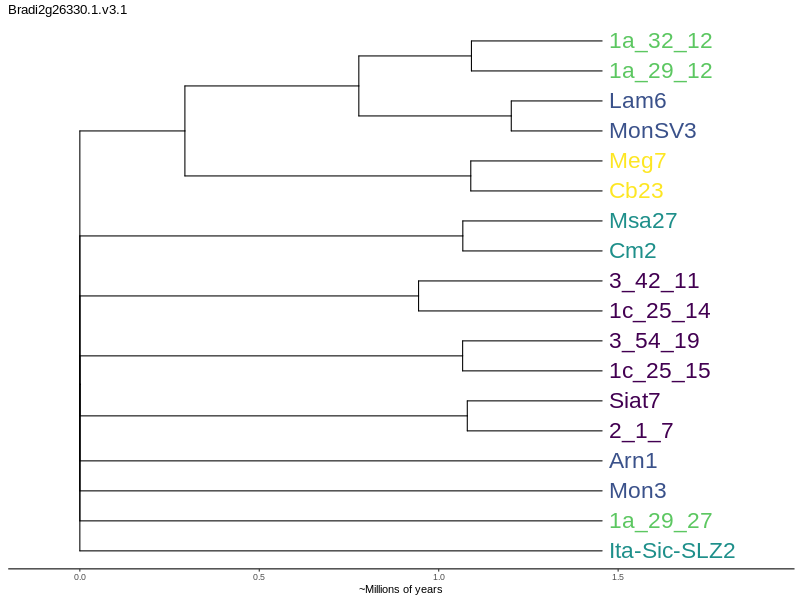 Bradi2g26330.1.v3.1
1a_32_12
1a_29_12
Lam6
MonSV3
Meg7
Cb23
Msa27
Cm2
3_42_11
1c_25_14
3_54_19
1c_25_15
Siat7
2_1_7
Arn1
Mon3
1a_29_27
Ita-Sic-SLZ2
0.0 0.5 1.0 1.5
~Millions of years